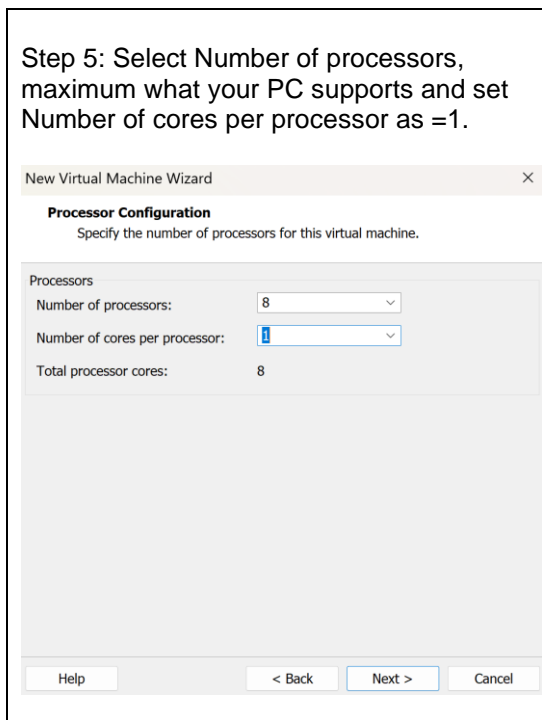 Step 5: Select Number of processors,
maximum what your PC supports and set
Number of cores per processor as =1.
New Virtual Machine Wizard
Processor Configuration
Specify the number of processors for this virtual machine.
Processors
Number of processors: 8
Number of cores per processor: 1
Total processor cores: 8
Help < Back Next > Cancel